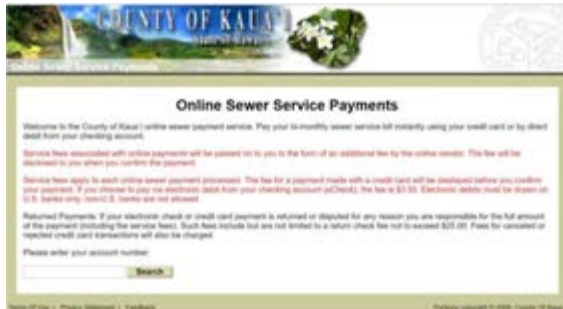 COUNTY OF KAUA'I
Online Sewer Service Payments
Online Sewer Service Payments
Welcome to the County of Kaua'i online sewer payment service. Pay your bi-monthly sewer service bill instantly using your credit card or by direct
debit from your checking account.
Service fees associated with online payments will be passed on to you in the form of an additional fee by the online vendor. The fee will be
disclosed to you when you confirm the payment.
Service fees apply to each online sewer payment processed. The fee for a payment made with a credit card will be displayed before you confirm
your payment. If you choose to pay via electronic debit from your checking account (eCheck), the fee is Electronic debits must be drawn on
U.S. banks only; non-U.S. banks are not allowed.
Returned Payments: If your electronic check or credit card payment is returned or disputed for any reason you are responsible for the full amount
of the payment (including the service fees). Such fees include but are not limited to a return check fee not to exceed $25.00. Fees for canceled or
rejected credit card transactions will also be charged.
Please enter your account number:
Search
Terms Of Use | Privacy Statement | Feedback
County Of Kauai